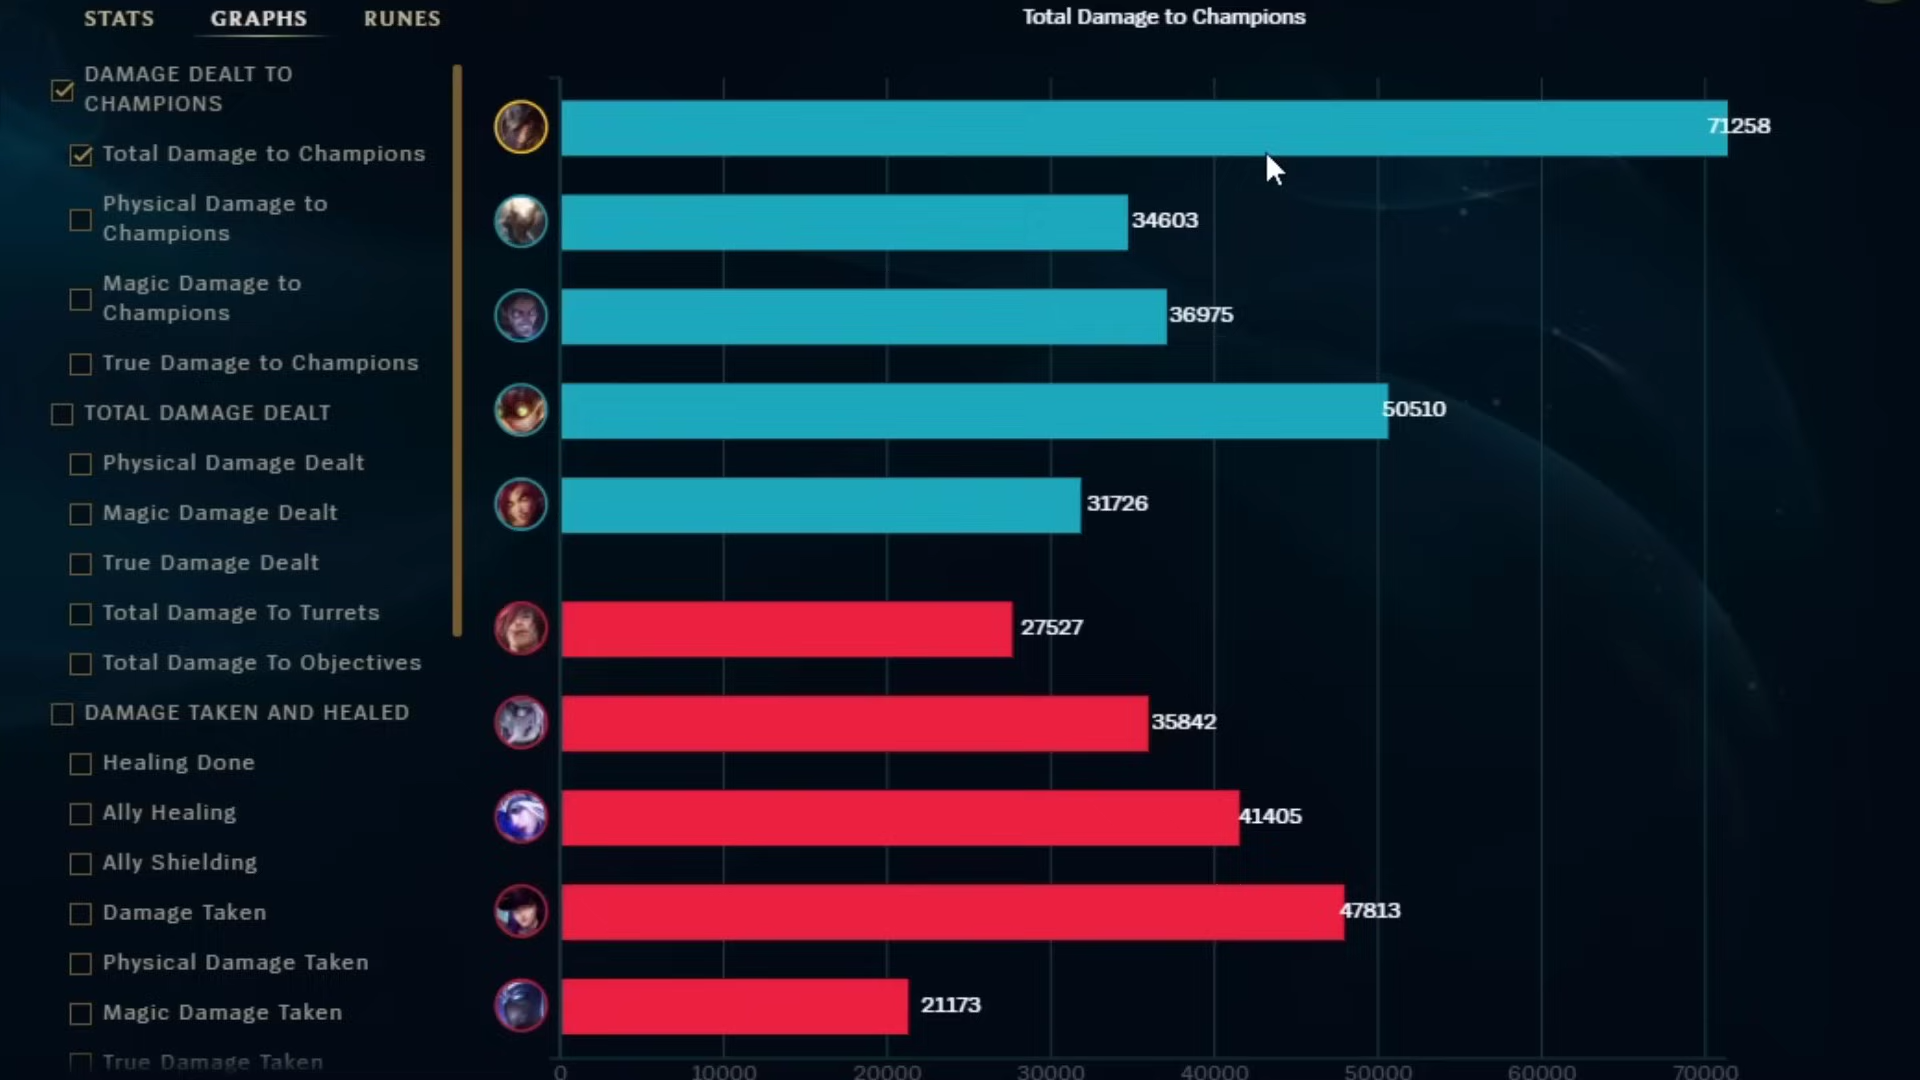 STATS GRAPHS RUNES
Total Damage to Champions
DAMAGE DEALT TO
CHAMPIONS
Total Damage to Champions
Physical Damage to
Champions
Magic Damage to
Champions
True Damage to Champions
TOTAL DAMAGE DEALT
Physical Damage Dealt
Magic Damage Dealt
True Damage Dealt
Total Damage To Turrets
Total Damage To Objectives
DAMAGE TAKEN AND HEALED
Healing Done
Ally Healing
Ally Shielding
Damage Taken
Physical Damage Taken
Magic Damage Taken
True Damage Taken
71258
34603
36975
50510
31726
27527
35842
41405
47813
21173
0 10000 20000 30000 40000 50000 60000 70000